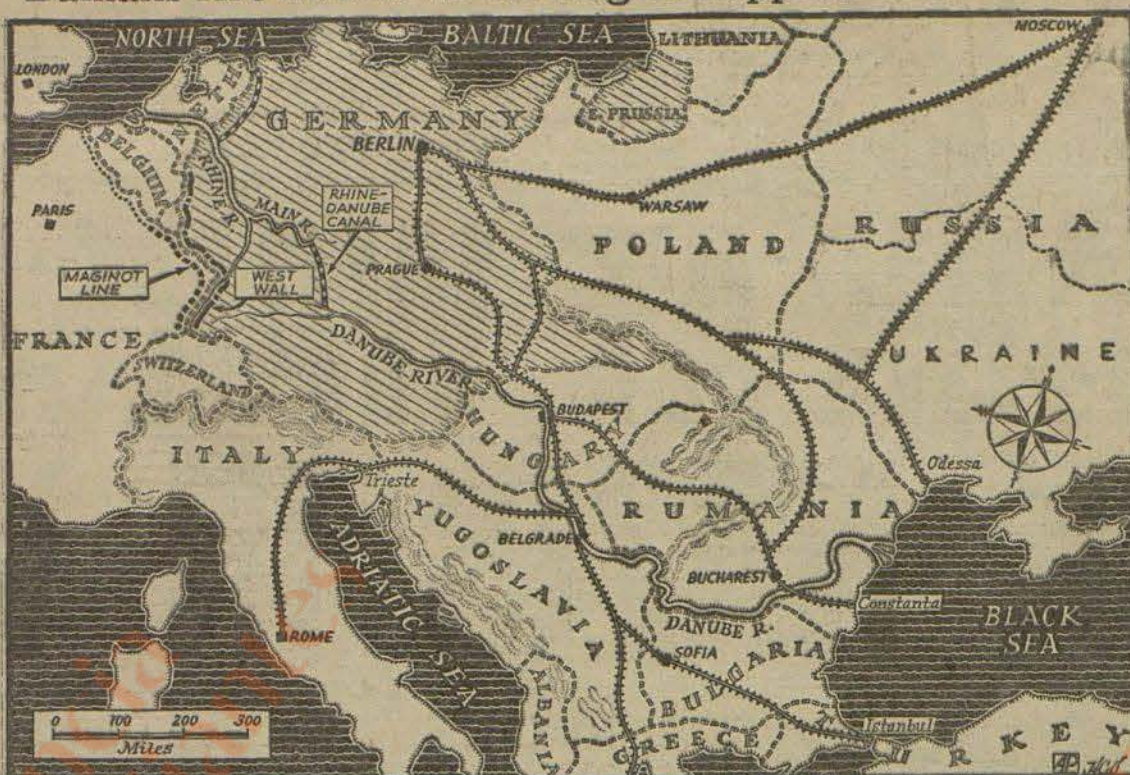 NORTH SEA
BALTIC SEA
LITHUANIA
MOSCOW
LONDON
NETH
GERMANY
E. PRUSSIA
BERLIN
BELGIUM
RHINE R.
MAIN R.
RHINE-
DANUBE
CANAL
WARSAW
PARIS
POLAND
RUSSIA
MAGINOT
LINE
WEST
WALL
PRAGUE
FRANCE
DANUBE RIVER
UKRAINE
SWITZERLAND
BUDAPEST
HUNGARY
ITALY
Trieste
Odessa
RUMANIA
YUGOSLAVIA
BELGRADE
ADRIATIC SEA
BUCHAREST
Constanta
DANUBE R.
BLACK
SEA
ROME
SOFIA
BULGARIA
ALBANIA
0 100 200 300
Miles
GREECE
Istanbul
TURKEY
AP